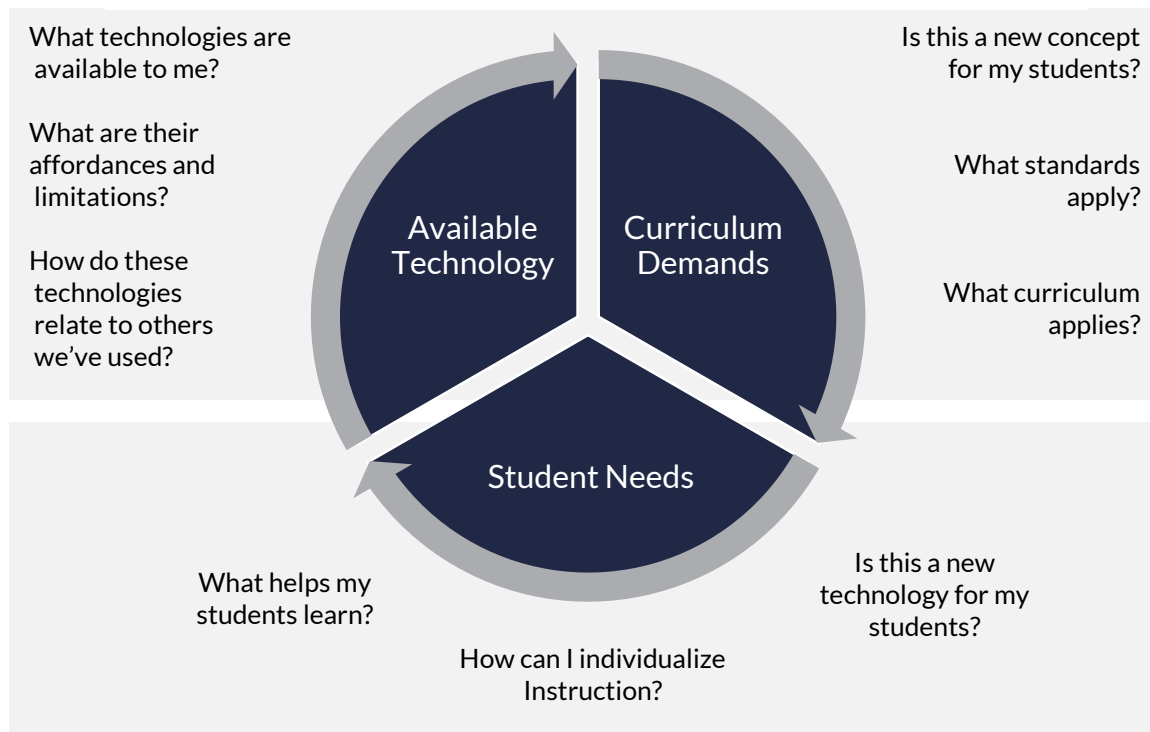 What technologies are
available to me?
What are their
affordances and
limitations?
How do these
technologies
relate to others
we've used?
Available
Technology
Curriculum
Demands
Is this a new concept
for my students?
What standards
apply?
What curriculum
applies?
Student Needs
What helps my
students learn?
How can I individualize
Instruction?
Is this a new
technology for my
students?